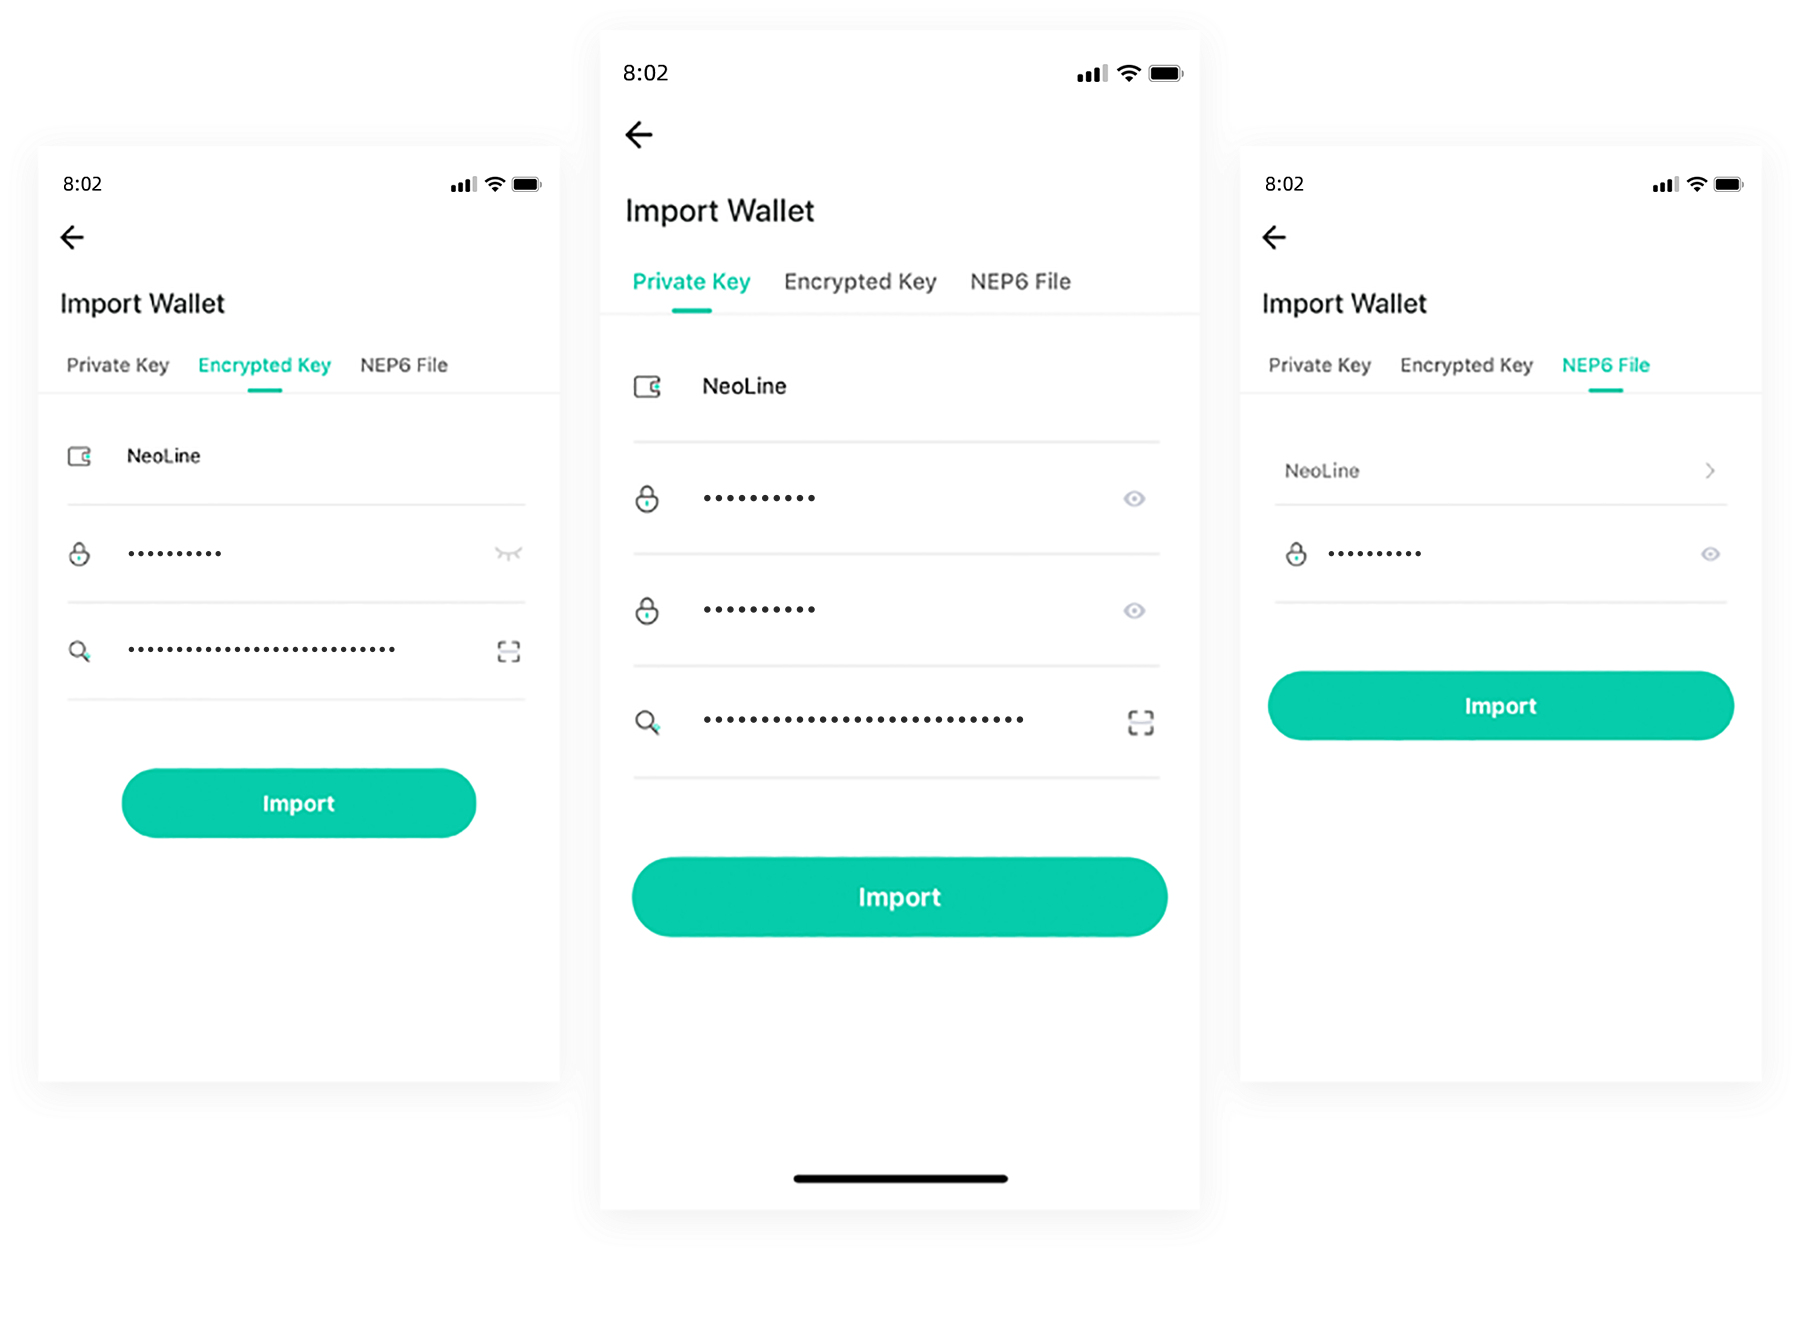 8:02
Import Wallet
Private Key Encrypted Key NEP6 File
NeoLine
••••••••••
••••••••••••••••••••••••••••
Import
8:02
Import Wallet
Private Key Encrypted Key NEP6 File
NeoLine
••••••••••
••••••••••
••••••••••••••••••••••••••••
Import
8:02
Import Wallet
Private Key Encrypted Key NEP6 File
NeoLine
••••••••••
Import